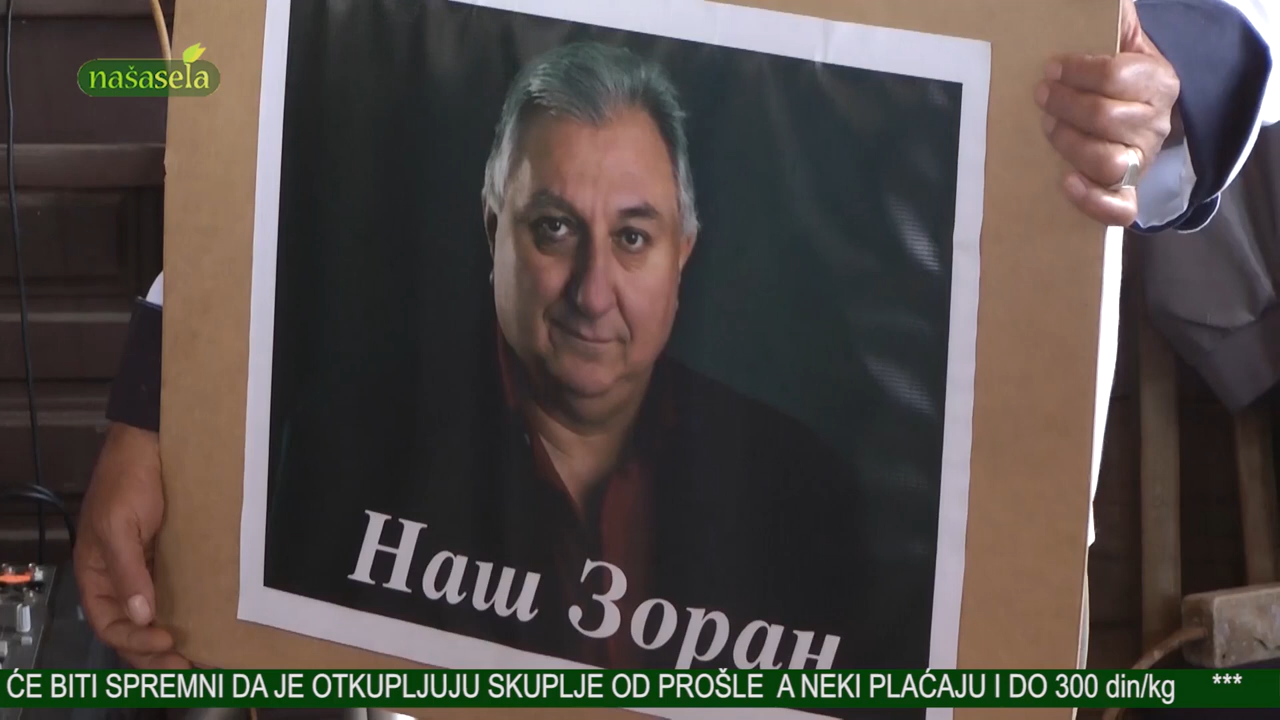 našasela
Наш Зоран
ĆE BITI SPREMNI DA JE OTKUPLJUJU SKUPLJE OD PROŠLE A NEKI PLAĆAJU I DO 300 din/kg ***